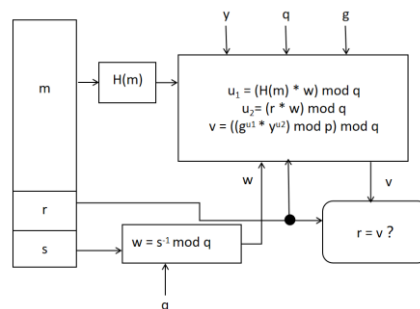 y q g
m
H(m)
u₁ = (H(m) * w) mod q
u₂= (r * w) mod q
v = ((gᵘ¹ * yᵘ²) mod p) mod q
w
v
r
r = v ?
s
w = s⁻¹ mod q
q